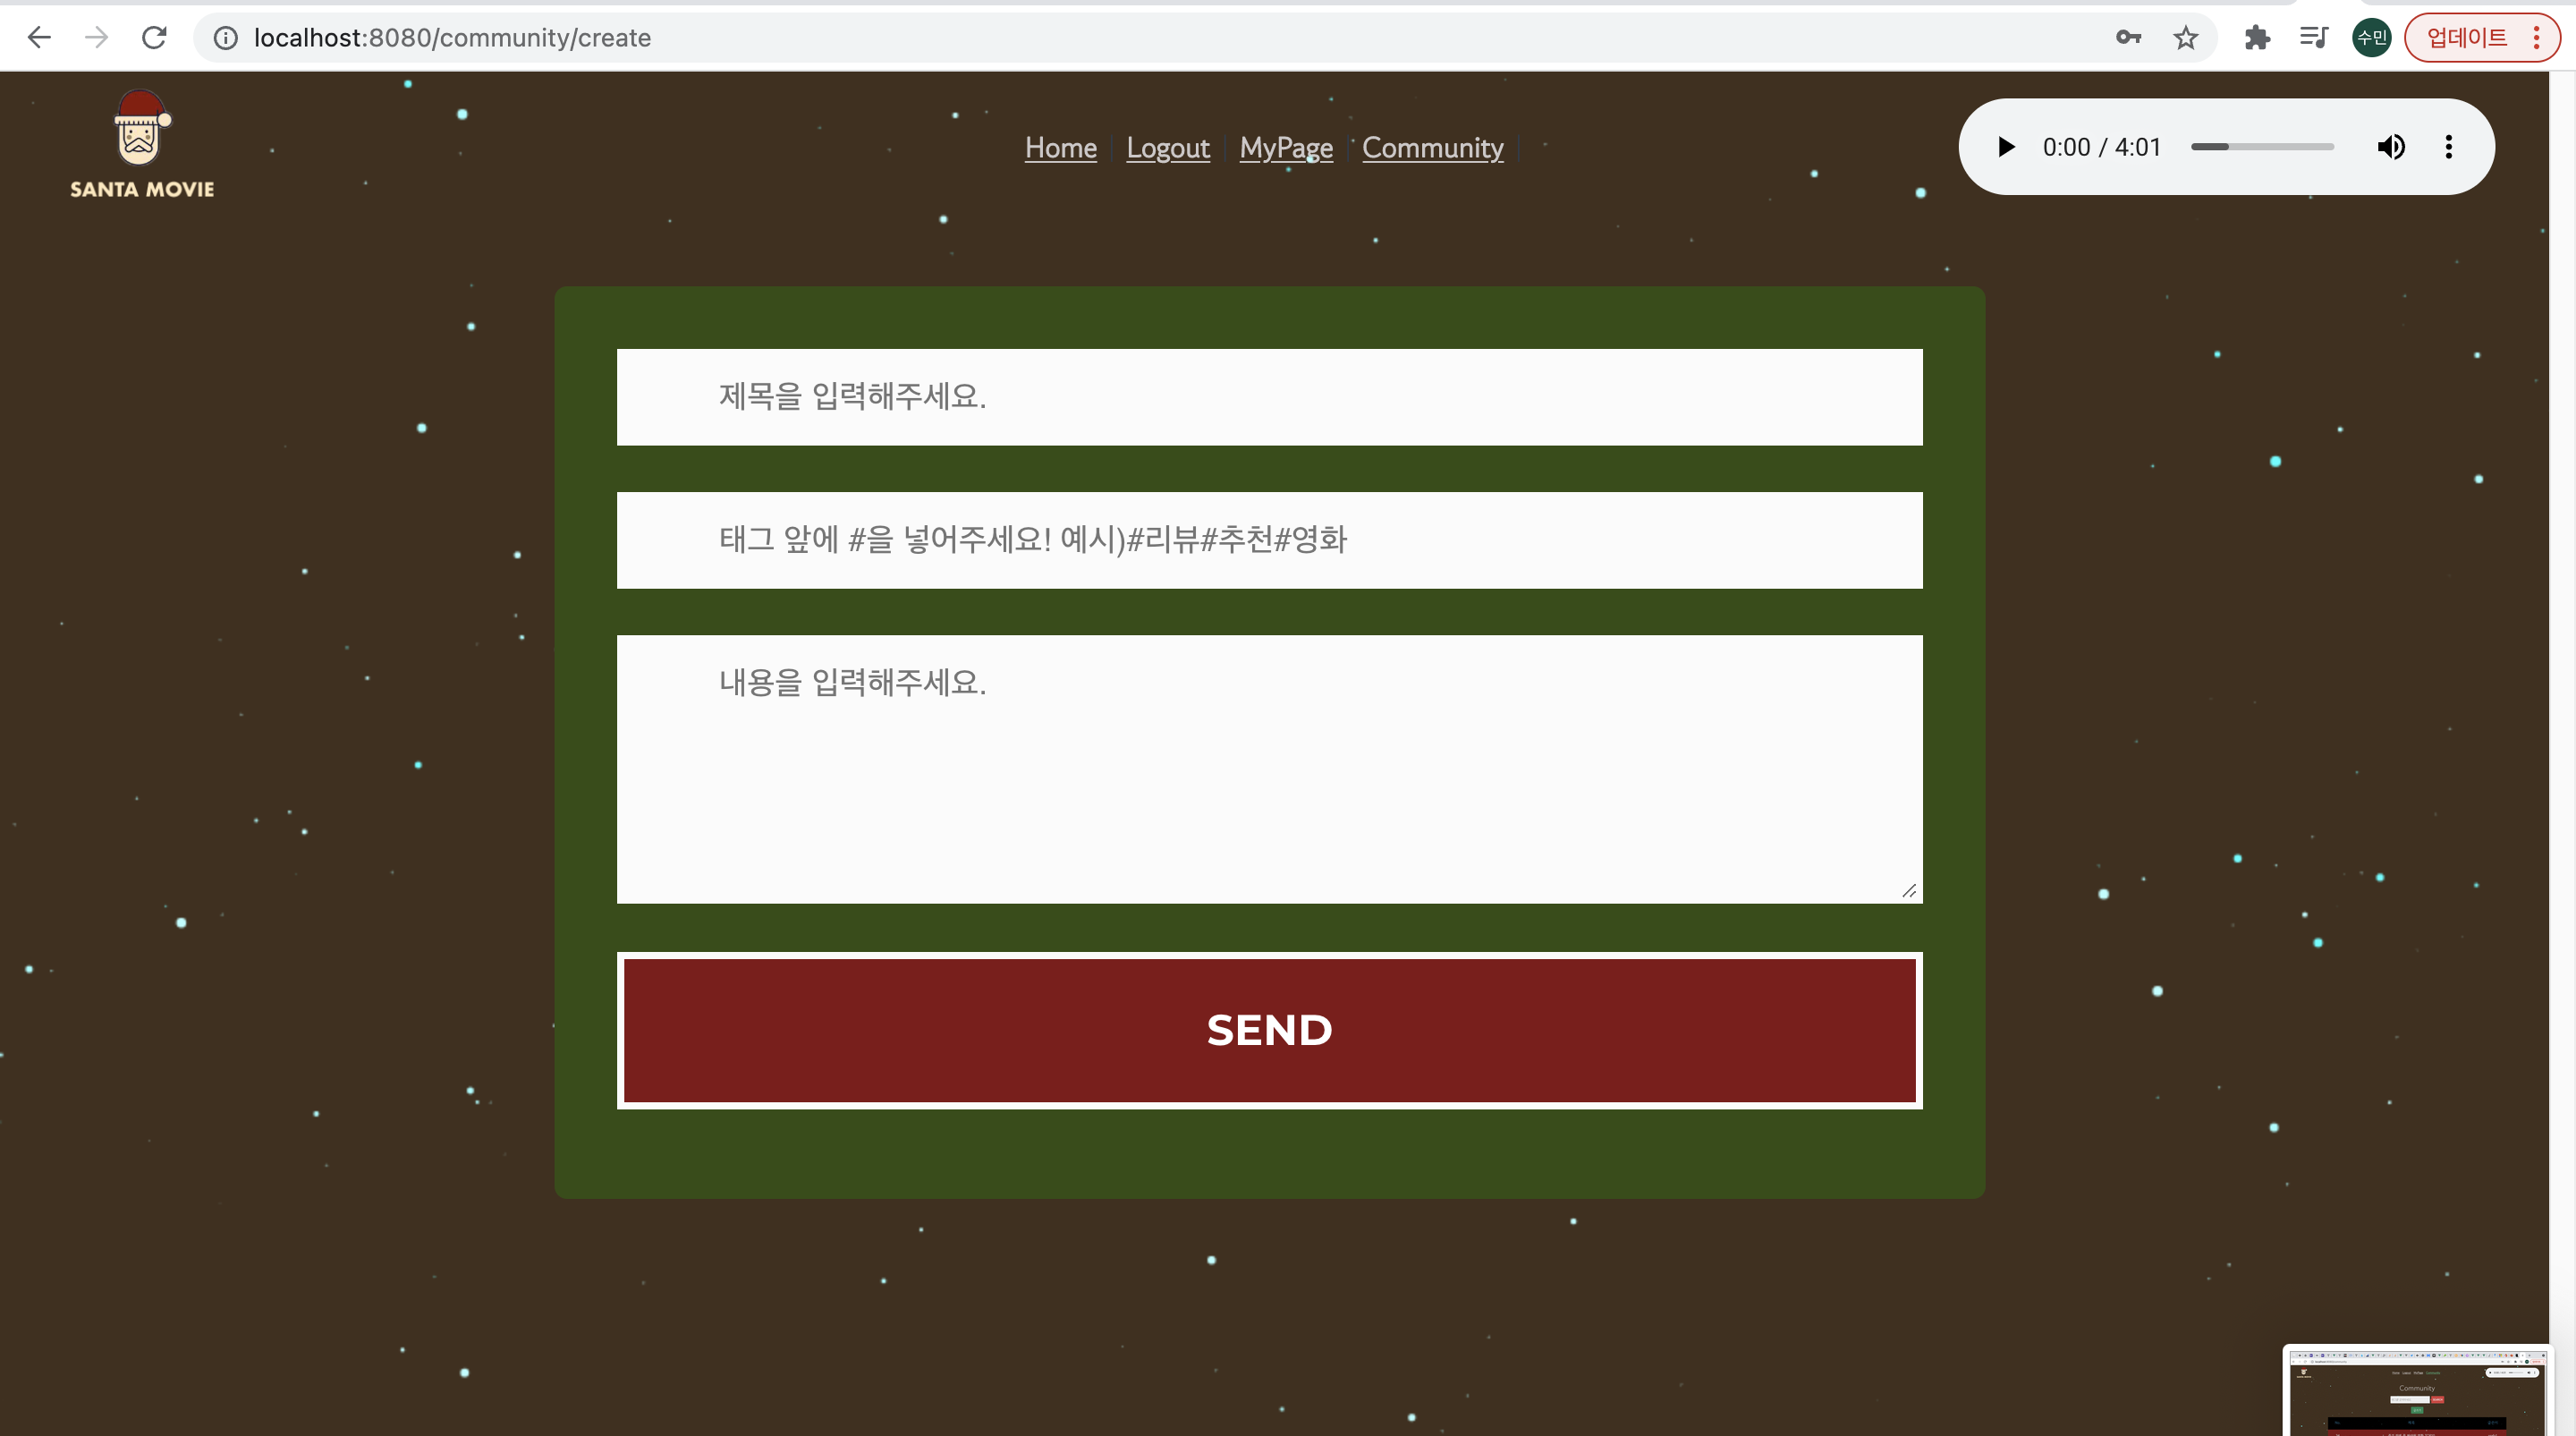 localhost:8080/community/create
수민
업데이트
SANTA MOVIE
Home Logout MyPage Community
0:00 / 4:01
제목을 입력해주세요.
태그 앞에 #을 넣어주세요! 예시)#리뷰#추천#영화
내용을 입력해주세요.
SEND
Community